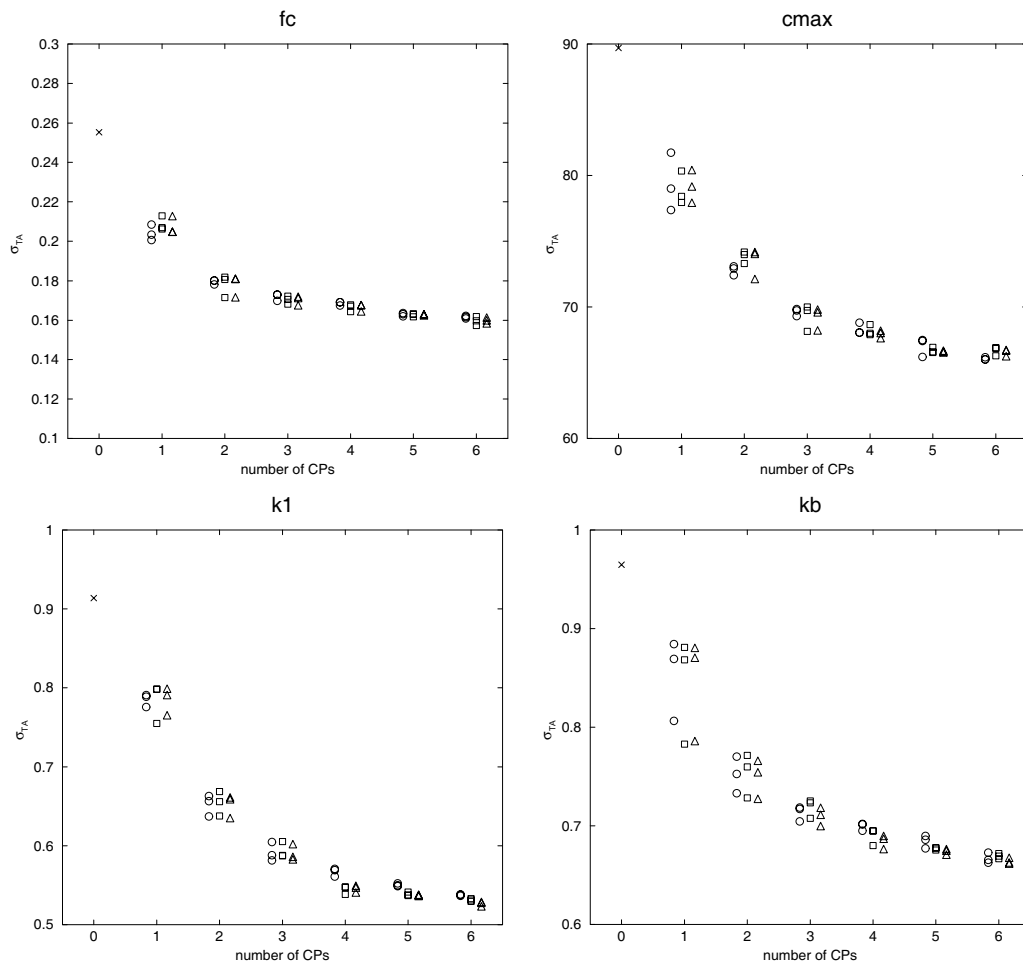 fc
0.3
0.28
0.26
0.24
0.22
0.2
0.18
0.16
0.14
0.12
0.1
σTA
0 1 2 3 4 5 6
number of CPs
cmax
90
80
70
60
σTA
0 1 2 3 4 5 6
number of CPs
k1
1
0.9
0.8
0.7
0.6
0.5
σTA
0 1 2 3 4 5 6
number of CPs
kb
1
0.9
0.8
0.7
0.6
σTA
0 1 2 3 4 5 6
number of CPs